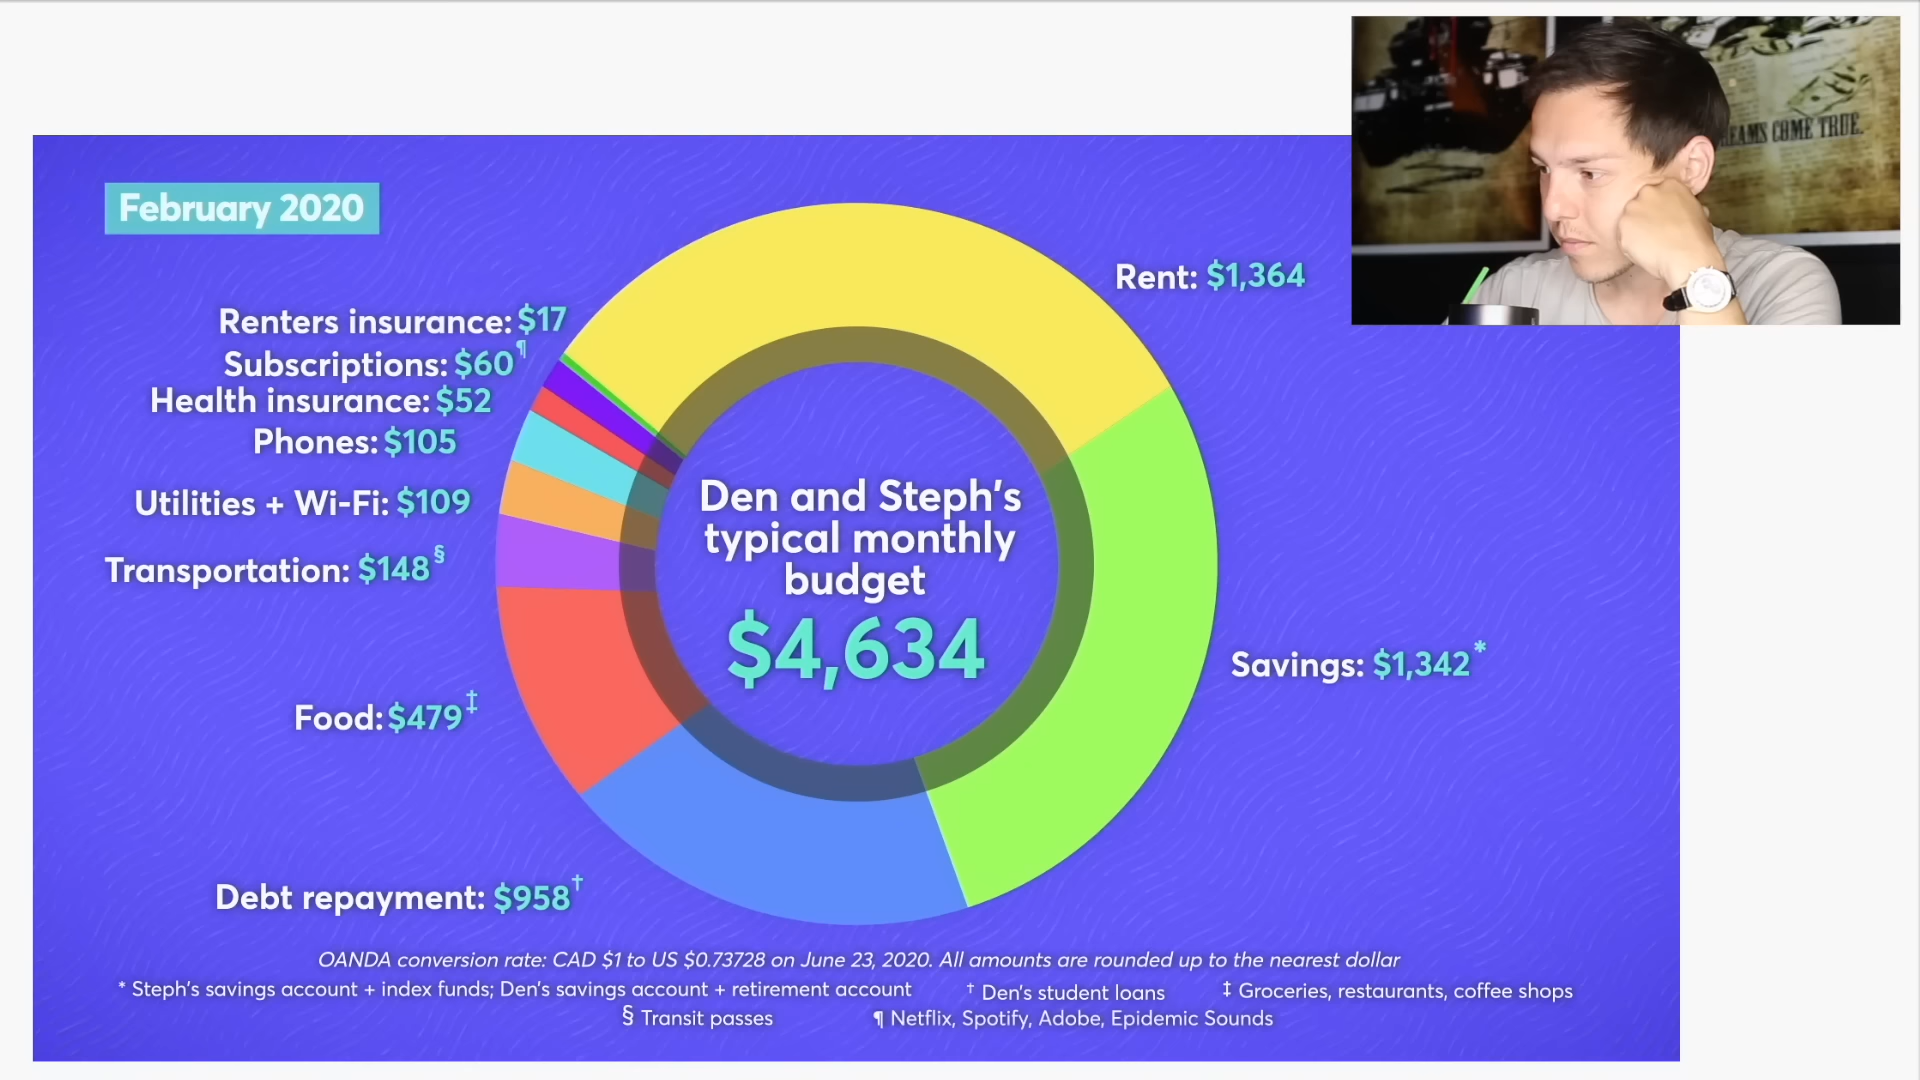 February 2020
Rent: $1,364
Renters insurance: $17
Subscriptions: $60¶
Health insurance: $52
Phones: $105
Utilities + Wi-Fi: $109
Transportation: $148§
Food: $479‡
Debt repayment: $958†
Savings: $1,342*
Den and Steph's
typical monthly
budget
$4,634
OANDA conversion rate: CAD $1 to US $0.73728 on June 23, 2020. All amounts are rounded up to the nearest dollar
* Steph's savings account + index funds; Den's savings account + retirement account † Den's student loans ‡ Groceries, restaurants, coffee shops
§ Transit passes ¶ Netflix, Spotify, Adobe, Epidemic Sounds
COME TRUE.